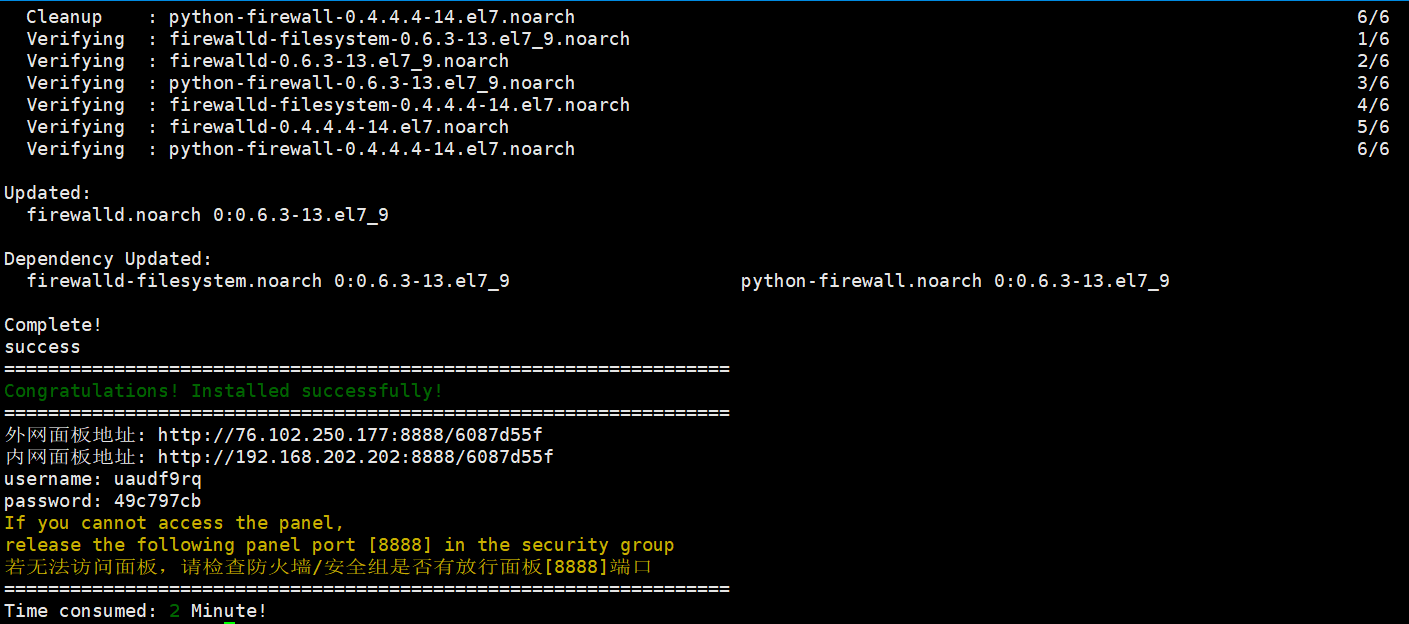 Cleanup : python-firewall-0.4.4.4-14.el7.noarch 6/6
Verifying : firewalld-filesystem-0.6.3-13.el7_9.noarch 1/6
Verifying : firewalld-0.6.3-13.el7_9.noarch 2/6
Verifying : python-firewall-0.6.3-13.el7_9.noarch 3/6
Verifying : firewalld-filesystem-0.4.4.4-14.el7.noarch 4/6
Verifying : firewalld-0.4.4.4-14.el7.noarch 5/6
Verifying : python-firewall-0.4.4.4-14.el7.noarch 6/6
Updated:
firewalld.noarch 0:0.6.3-13.el7_9
Dependency Updated:
firewalld-filesystem.noarch 0:0.6.3-13.el7_9 python-firewall.noarch 0:0.6.3-13.el7_9
Complete!
success
==================================================================
Congratulations! Installed successfully!
==================================================================
外网面板地址: http://76.102.250.177:8888/6087d55f
内网面板地址: http://192.168.202.202:8888/6087d55f
username: uaudf9rq
password: 49c797cb
If you cannot access the panel,
release the following panel port [8888] in the security group
若无法访问面板，请检查防火墙/安全组是否有放行面板[8888]端口
==================================================================
Time consumed: 2 Minute!